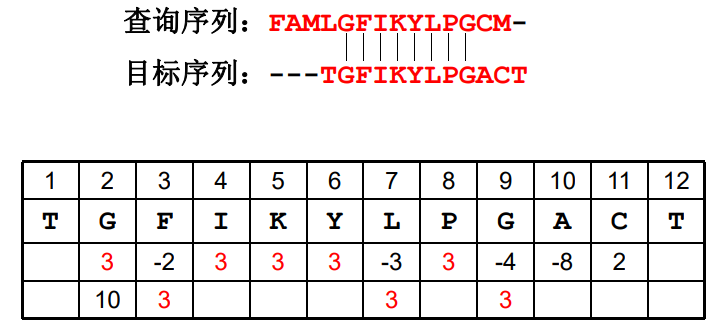 查询序列：FAMLGFIKYLPGCM-
目标序列：---TGFIKYLPGACT
1 2 3 4 5 6 7 8 9 10 11 12
T G F I K Y L P G A C T
3 -2 3 3 3 -3 3 -4 -8 2
10 3 3 3